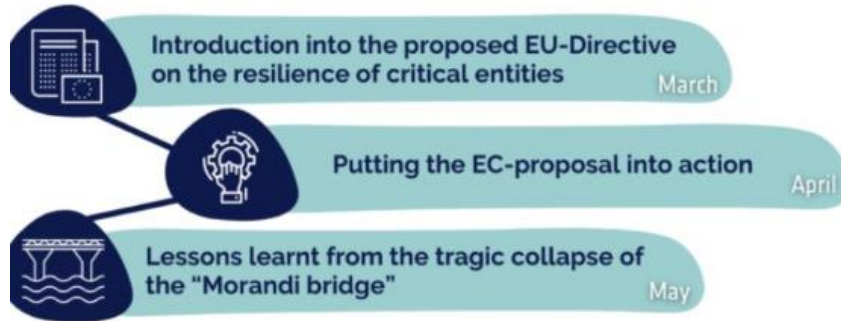 Introduction into the proposed EU-Directive
on the resilience of critical entities
March
Putting the EC-proposal into action
April
Lessons learnt from the tragic collapse of
the “Morandi bridge”
May